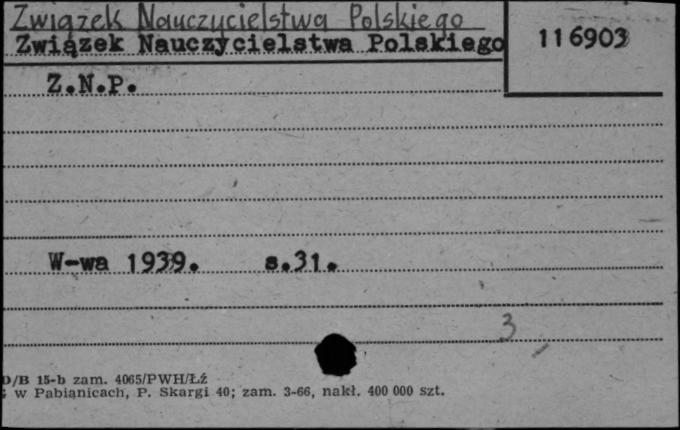 Związek Nauczycielstwa Polskiego
Związek Nauczycielstwa Polskiego
116903
Z.N.P.
W-wa 1939. s.31.
3
D/B 15-b zam. 4065/PWH/Łź
w Pabianicach, P. Skargi 40; zam. 3-66, nakł. 400 000 szt.